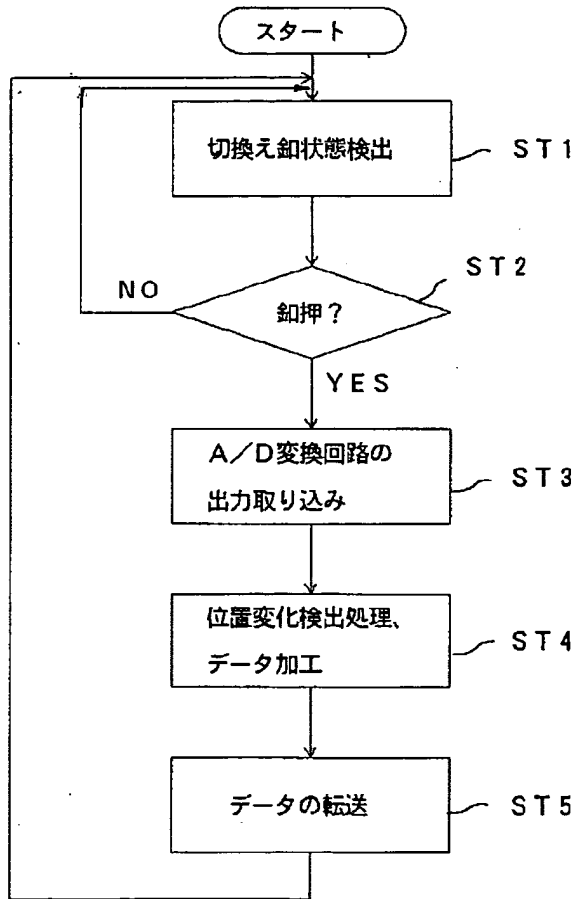 スタート
切換え釦状態検出
ST1
ST2
NO
釦押?
YES
A/D変換回路の
出力取り込み
ST3
位置変化検出処理、
データ加工
ST4
データの転送
ST5